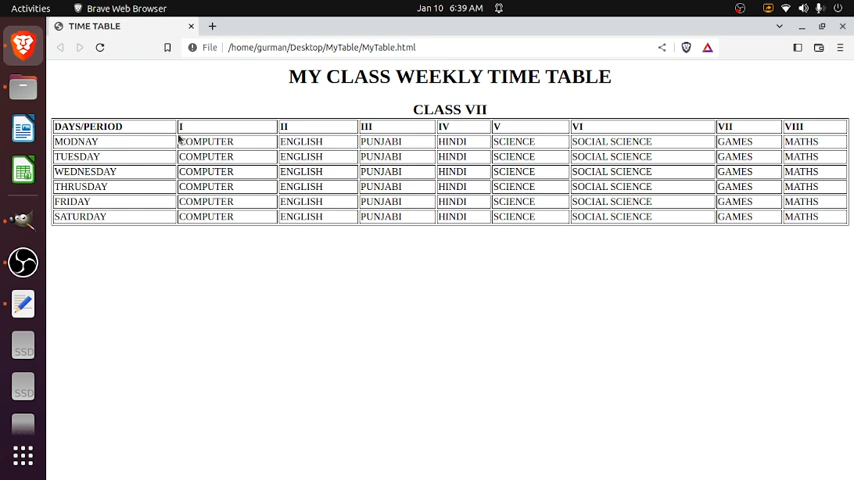 Activities Brave Web Browser Jan 10 6:39 AM
TIME TABLE
File /home/gurman/Desktop/MyTable/MyTable.html
MY CLASS WEEKLY TIME TABLE
CLASS VII
DAYS/PERIOD I II III IV V VI VII VIII
MODNAY COMPUTER ENGLISH PUNJABI HINDI SCIENCE SOCIAL SCIENCE GAMES MATHS
TUESDAY COMPUTER ENGLISH PUNJABI HINDI SCIENCE SOCIAL SCIENCE GAMES MATHS
WEDNESDAY COMPUTER ENGLISH PUNJABI HINDI SCIENCE SOCIAL SCIENCE GAMES MATHS
THRUSDAY COMPUTER ENGLISH PUNJABI HINDI SCIENCE SOCIAL SCIENCE GAMES MATHS
FRIDAY COMPUTER ENGLISH PUNJABI HINDI SCIENCE SOCIAL SCIENCE GAMES MATHS
SATURDAY COMPUTER ENGLISH PUNJABI HINDI SCIENCE SOCIAL SCIENCE GAMES MATHS
SSD
SSD